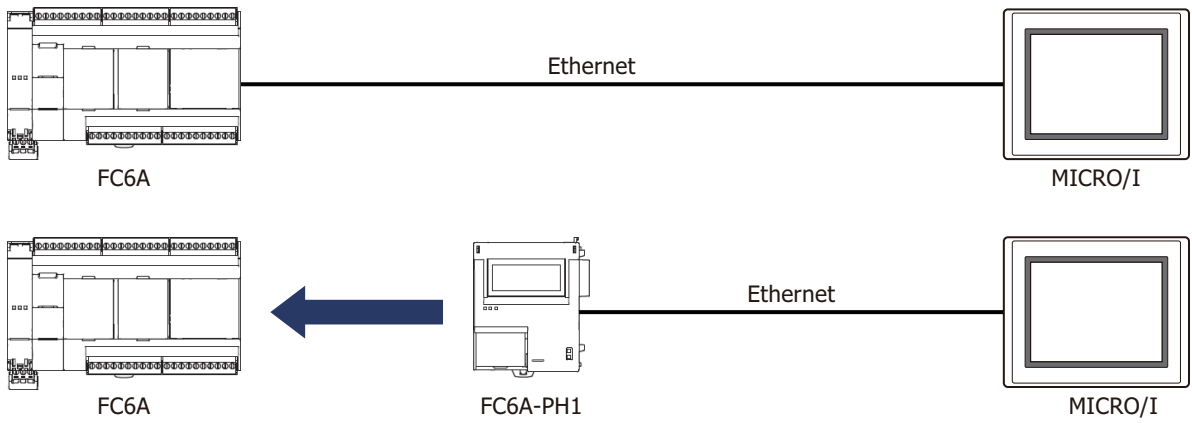 Ethernet
FC6A
MICRO/I
Ethernet
FC6A
FC6A-PH1
MICRO/I